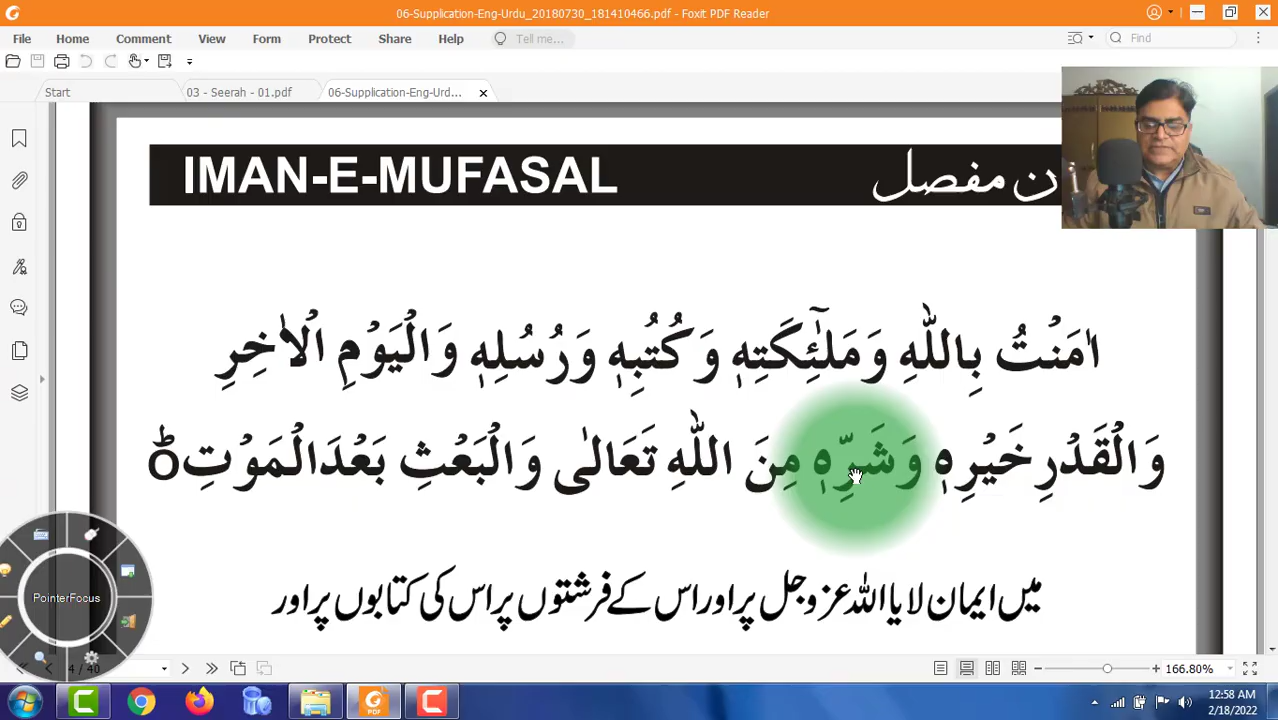 06-Supplication-Eng-Urdu_20180730_181410466.pdf - Foxit PDF Reader
File Home Comment View Form Protect Share Help Tell me... Find
Start 03 - Seerah - 01.pdf 06-Supplication-Eng-Urd...
IMAN-E-MUFASAL ن مفصل
اٰمَنْتُ بِاللّٰهِ وَمَلٰٓئِكَتِهٖ وَكُتُبِهٖ وَرُسُلِهٖ وَالْيَوْمِ الْاٰخِرِ
وَالْقَدْرِ خَيْرِهٖ وَشَرِّهٖ مِنَ اللّٰهِ تَعَالٰى وَالْبَعْثِ بَعْدَالْمَوْتِ
میں ایمان لایا اللہ عزوجل پر اور اس کے فرشتوں پر اس کی کتابوں پر اور
PointerFocus
4 / 40 166.80%
12:58 AM
2/18/2022